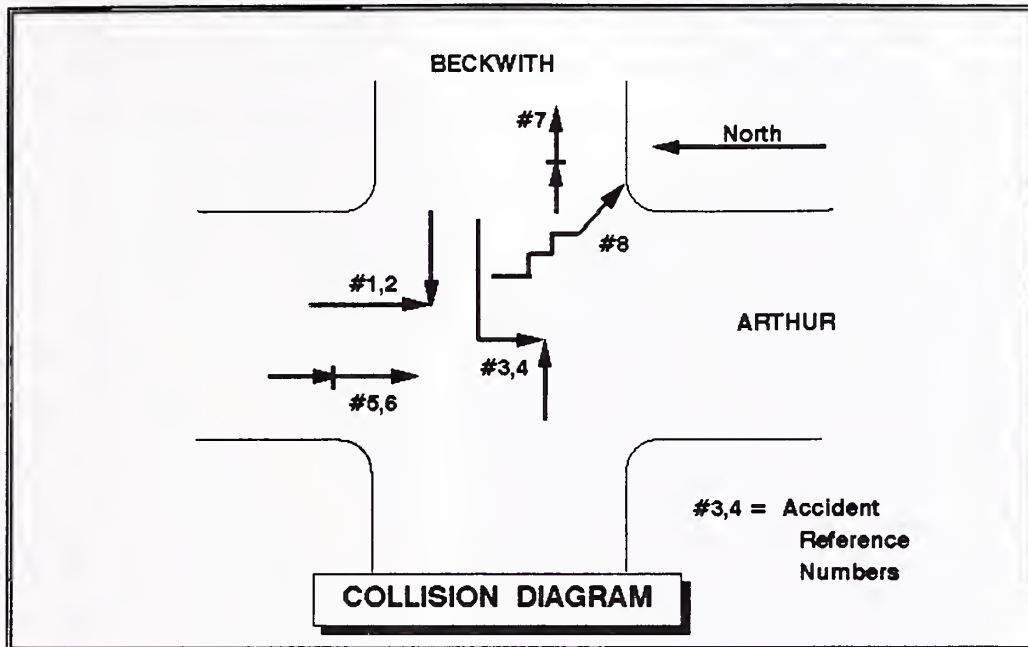 BECKWITH
#7
North
#8
#1,2
ARTHUR
#3,4
#5,6
#3,4 = Accident
Reference
Numbers
COLLISION DIAGRAM